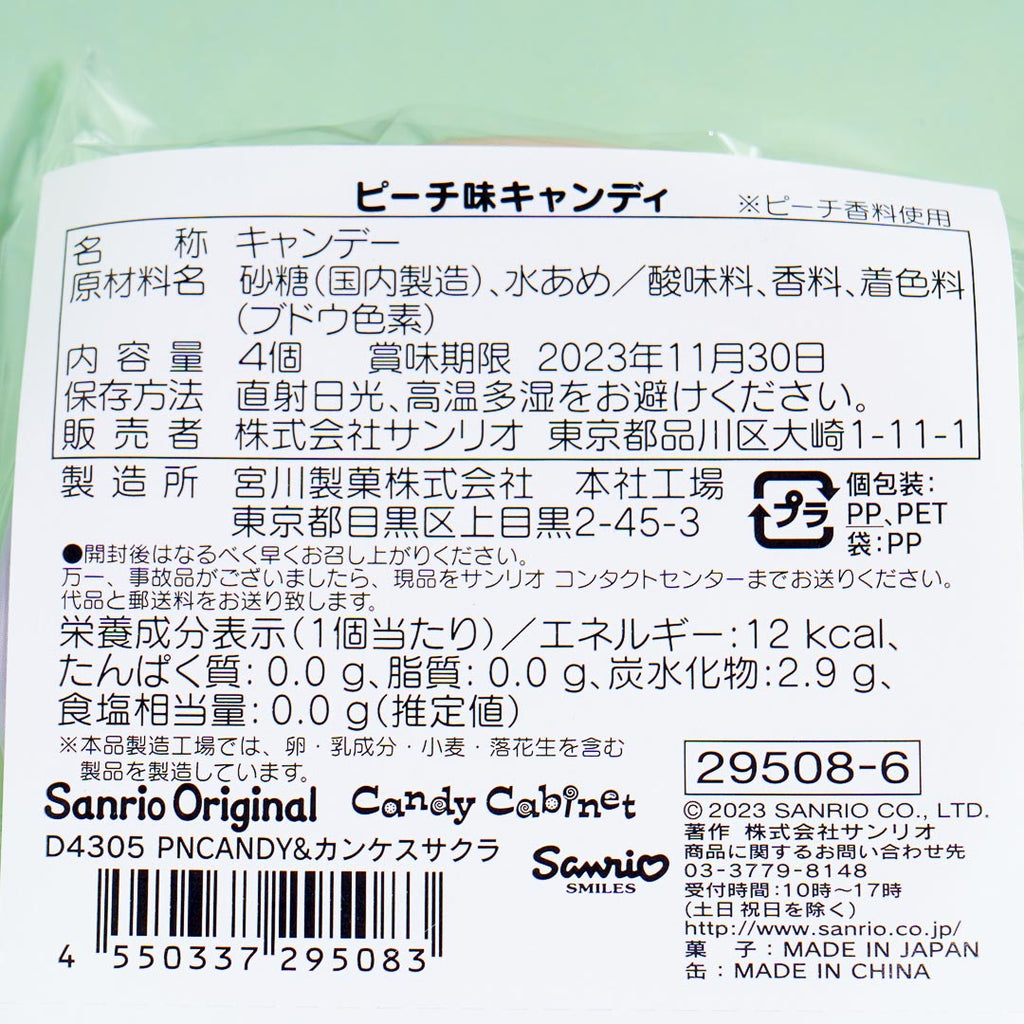 ピーチ味キャンディ ※ピーチ香料使用
名称 キャンデー
原材料名 砂糖(国内製造)、水あめ/酸味料、香料、着色料
(ブドウ色素)
内容量 4個 賞味期限 2023年11月30日
保存方法 直射日光、高温多湿をお避けください。
販売者 株式会社サンリオ 東京都品川区大崎1-11-1
製造所 宮川製菓株式会社 本社工場
東京都目黒区上目黒2-45-3
プラ
個包装:
PP、PET
袋:PP
●開封後はなるべく早くお召し上がりください。
万一、事故品がございましたら、現品をサンリオ コンタクトセンターまでお送りください。
代品と郵送料をお送り致します。
栄養成分表示(1個当たり)/エネルギー:12 kcal、
たんぱく質:0.0 g、脂質:0.0 g、炭水化物:2.9 g、
食塩相当量:0.0 g(推定値)
※本品製造工場では、卵・乳成分・小麦・落花生を含む
製品を製造しています。
Sanrio Original Candy Cabinet
D4305 PNCANDY&カンケスサクラ
4 550337 295083
Sanrio
SMILES
29508-6
© 2023 SANRIO CO., LTD.
著作 株式会社サンリオ
商品に関するお問い合わせ先
03-3779-8148
受付時間:10時〜17時
(土日祝日を除く)
http://www.sanrio.co.jp/
菓子:MADE IN JAPAN
缶:MADE IN CHINA